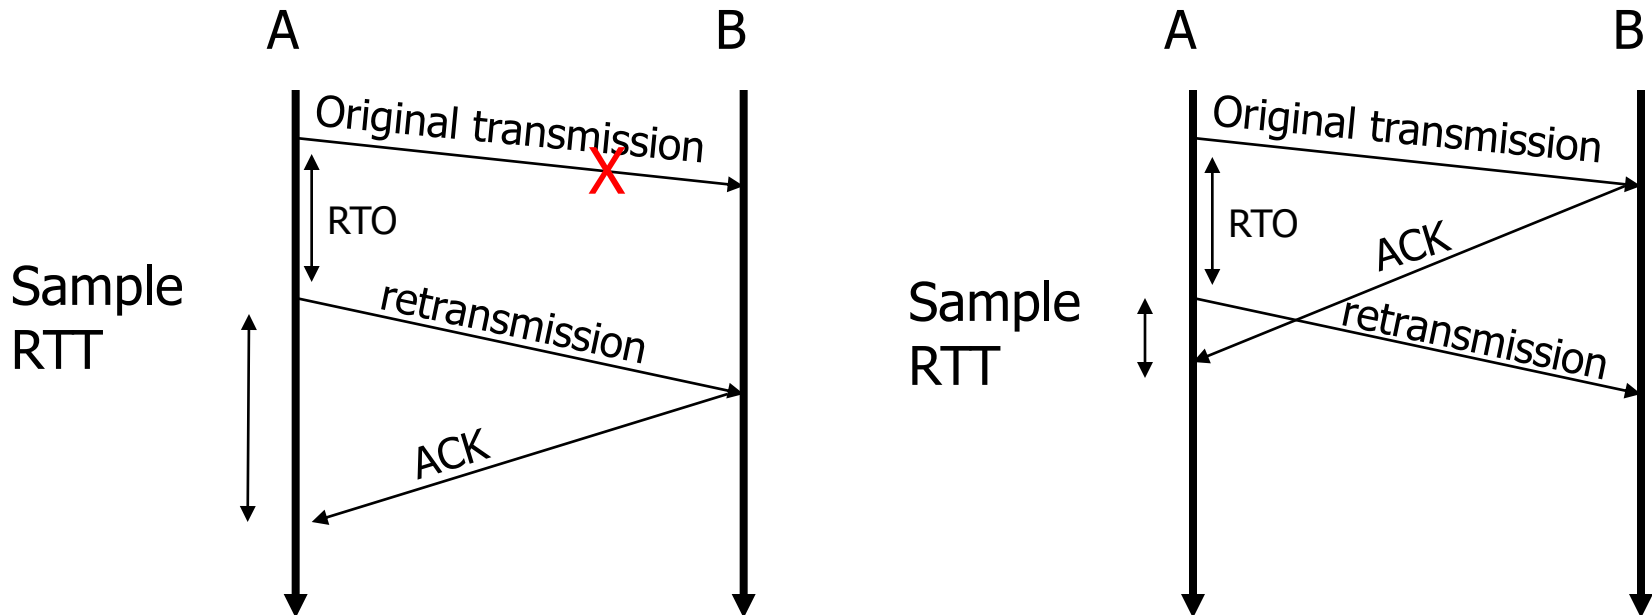 A
B
Original transmission
X
RTO
Sample
RTT
retransmission
ACK
A
B
Original transmission
RTO
ACK
Sample
RTT
retransmission